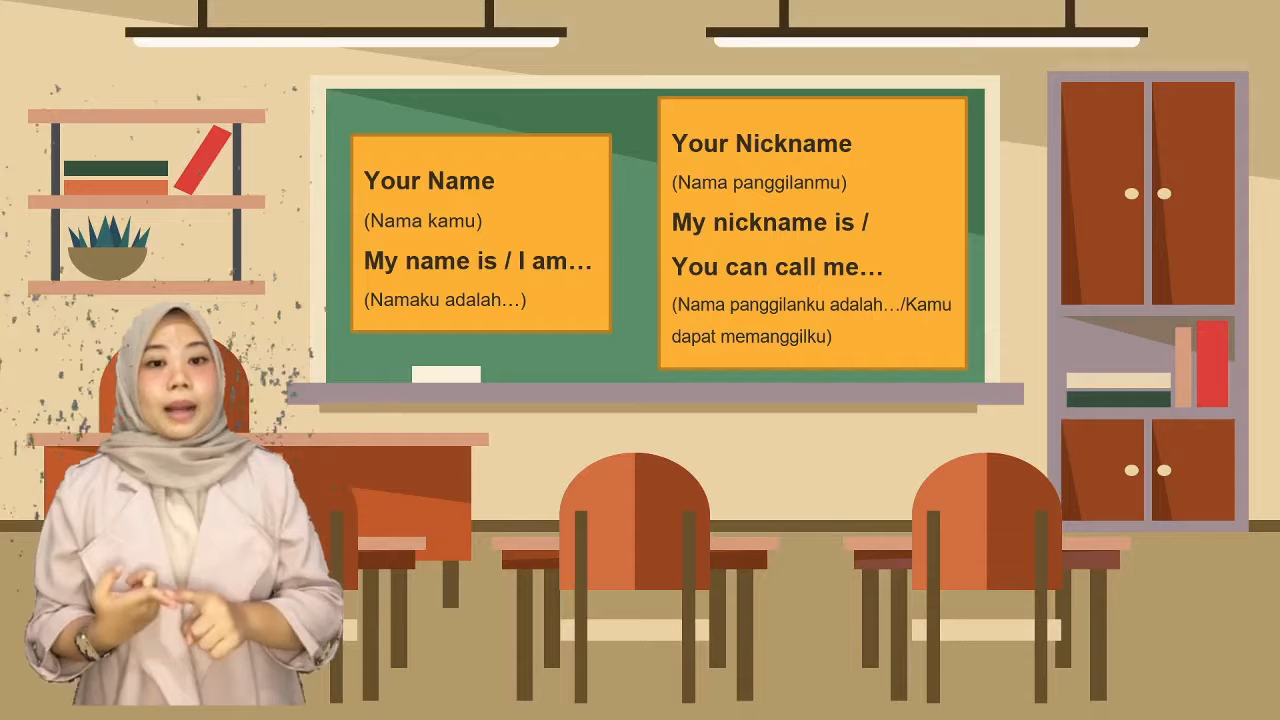 Your Name
(Nama kamu)
My name is / I am…
(Namaku adalah…)
Your Nickname
(Nama panggilanmu)
My nickname is /
You can call me…
(Nama panggilanku adalah…/Kamu
dapat memanggilku)